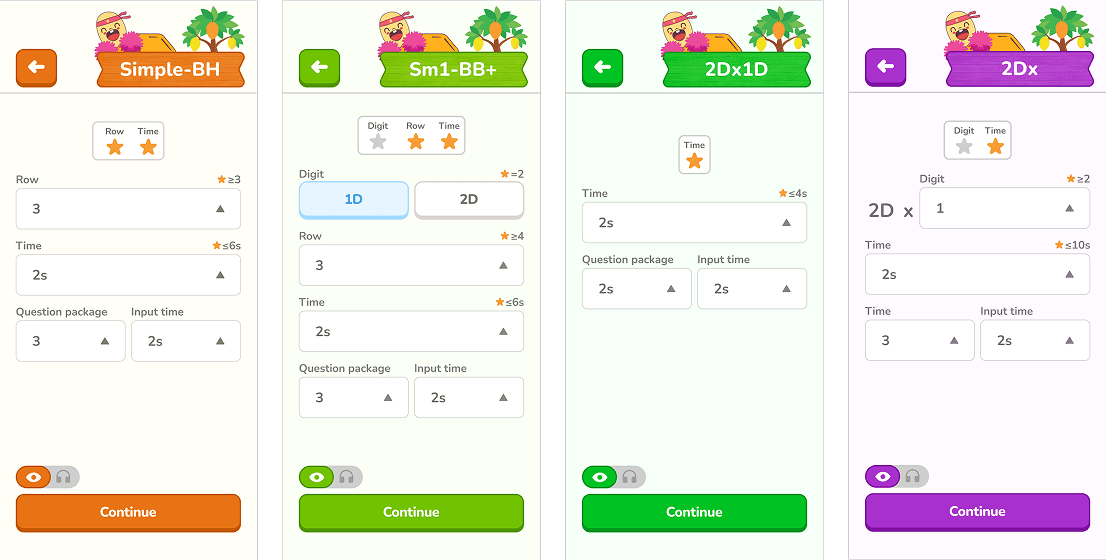 Simple-BH
Row Time
Row ≥3
3
Time ≤6s
2s
Question package Input time
3 2s
Continue
Sm1-BB+
Digit Row Time
Digit =2
1D 2D
Row ≥4
3
Time ≤6s
2s
Question package Input time
3 2s
Continue
2Dx1D
Time
Time ≤4s
2s
Question package Input time
2s 2s
Continue
2Dx
Digit Time
Digit ≥2
2D x 1
Time ≤10s
2s
Time Input time
3 2s
Continue